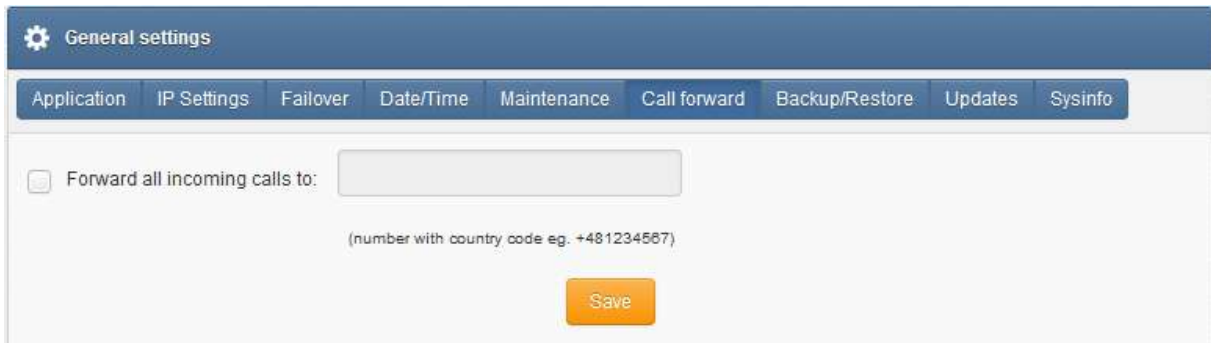 General settings
Application IP Settings Failover Date/Time Maintenance Call forward Backup/Restore Updates Sysinfo
Forward all incoming calls to:
(number with country code eg. +481234567)
Save